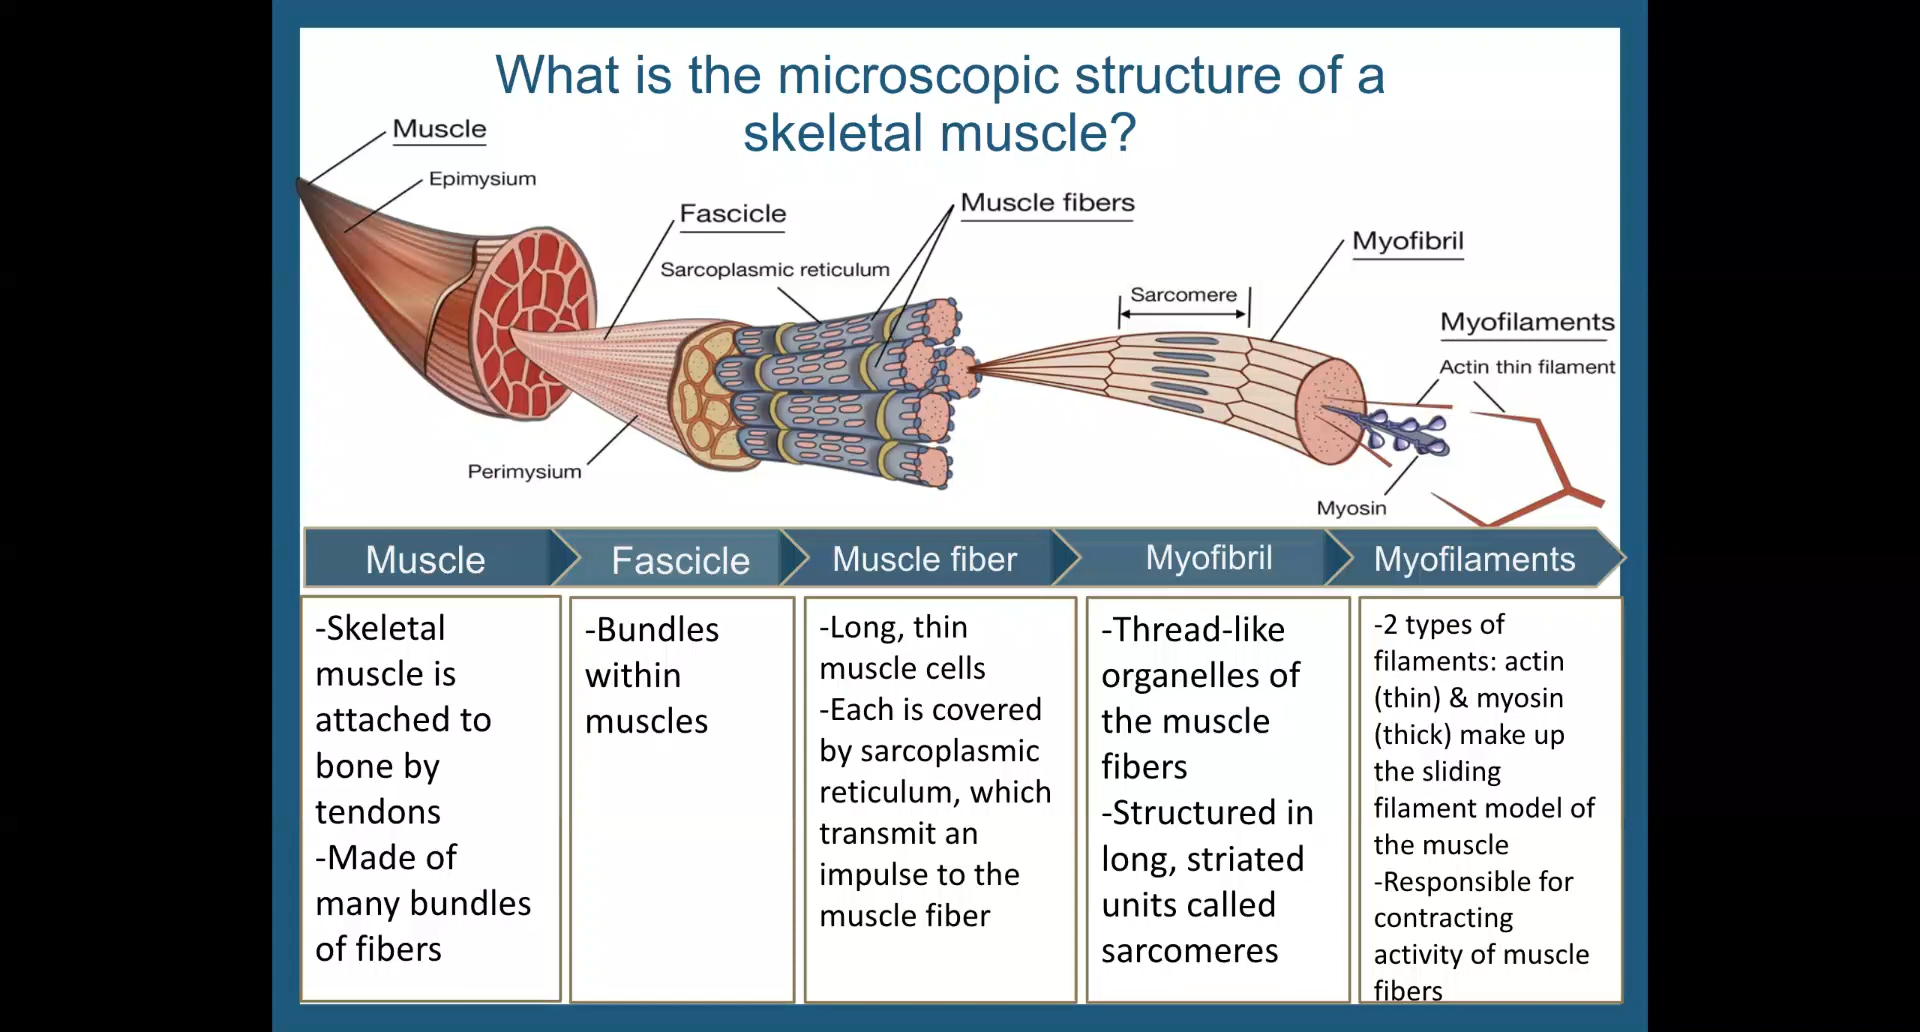 What is the microscopic structure of a
skeletal muscle?
Muscle
Epimysium
Fascicle
Sarcoplasmic reticulum
Muscle fibers
Perimysium
Sarcomere
Myofibril
Myofilaments
Actin thin filament
Myosin
Muscle
Fascicle
Muscle fiber
Myofibril
Myofilaments
-Skeletal
muscle is
attached to
bone by
tendons
-Made of
many bundles
of fibers
-Bundles
within
muscles
-Long, thin
muscle cells
-Each is covered
by sarcoplasmic
reticulum, which
transmit an
impulse to the
muscle fiber
-Thread-like
organelles of
the muscle
fibers
-Structured in
long, striated
units called
sarcomeres
-2 types of
filaments: actin
(thin) & myosin
(thick) make up
the sliding
filament model of
the muscle
-Responsible for
contracting
activity of muscle
fibers